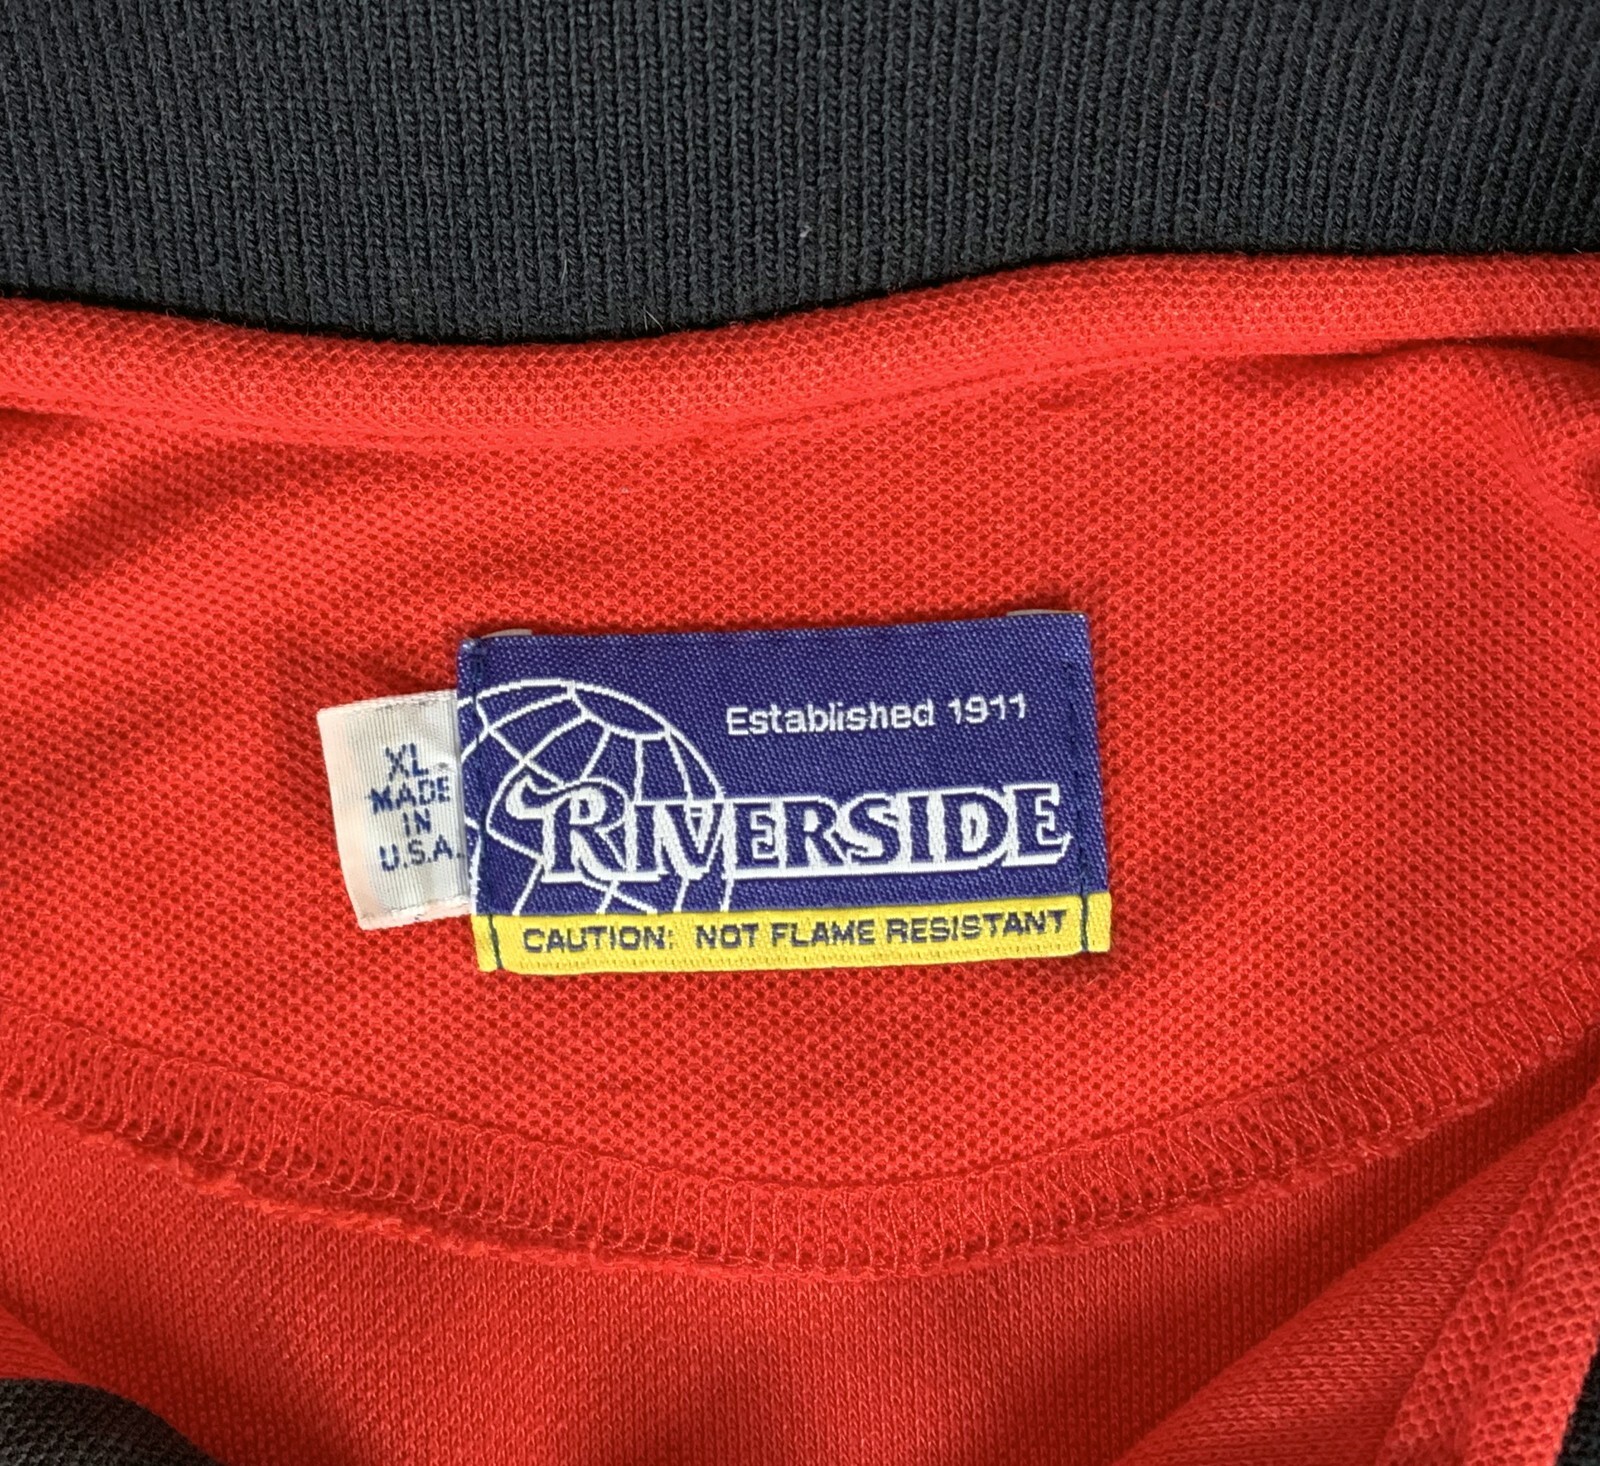 XL
MADE
IN
U.S.A.
Established 1911
RIVERSIDE
CAUTION: NOT FLAME RESISTANT